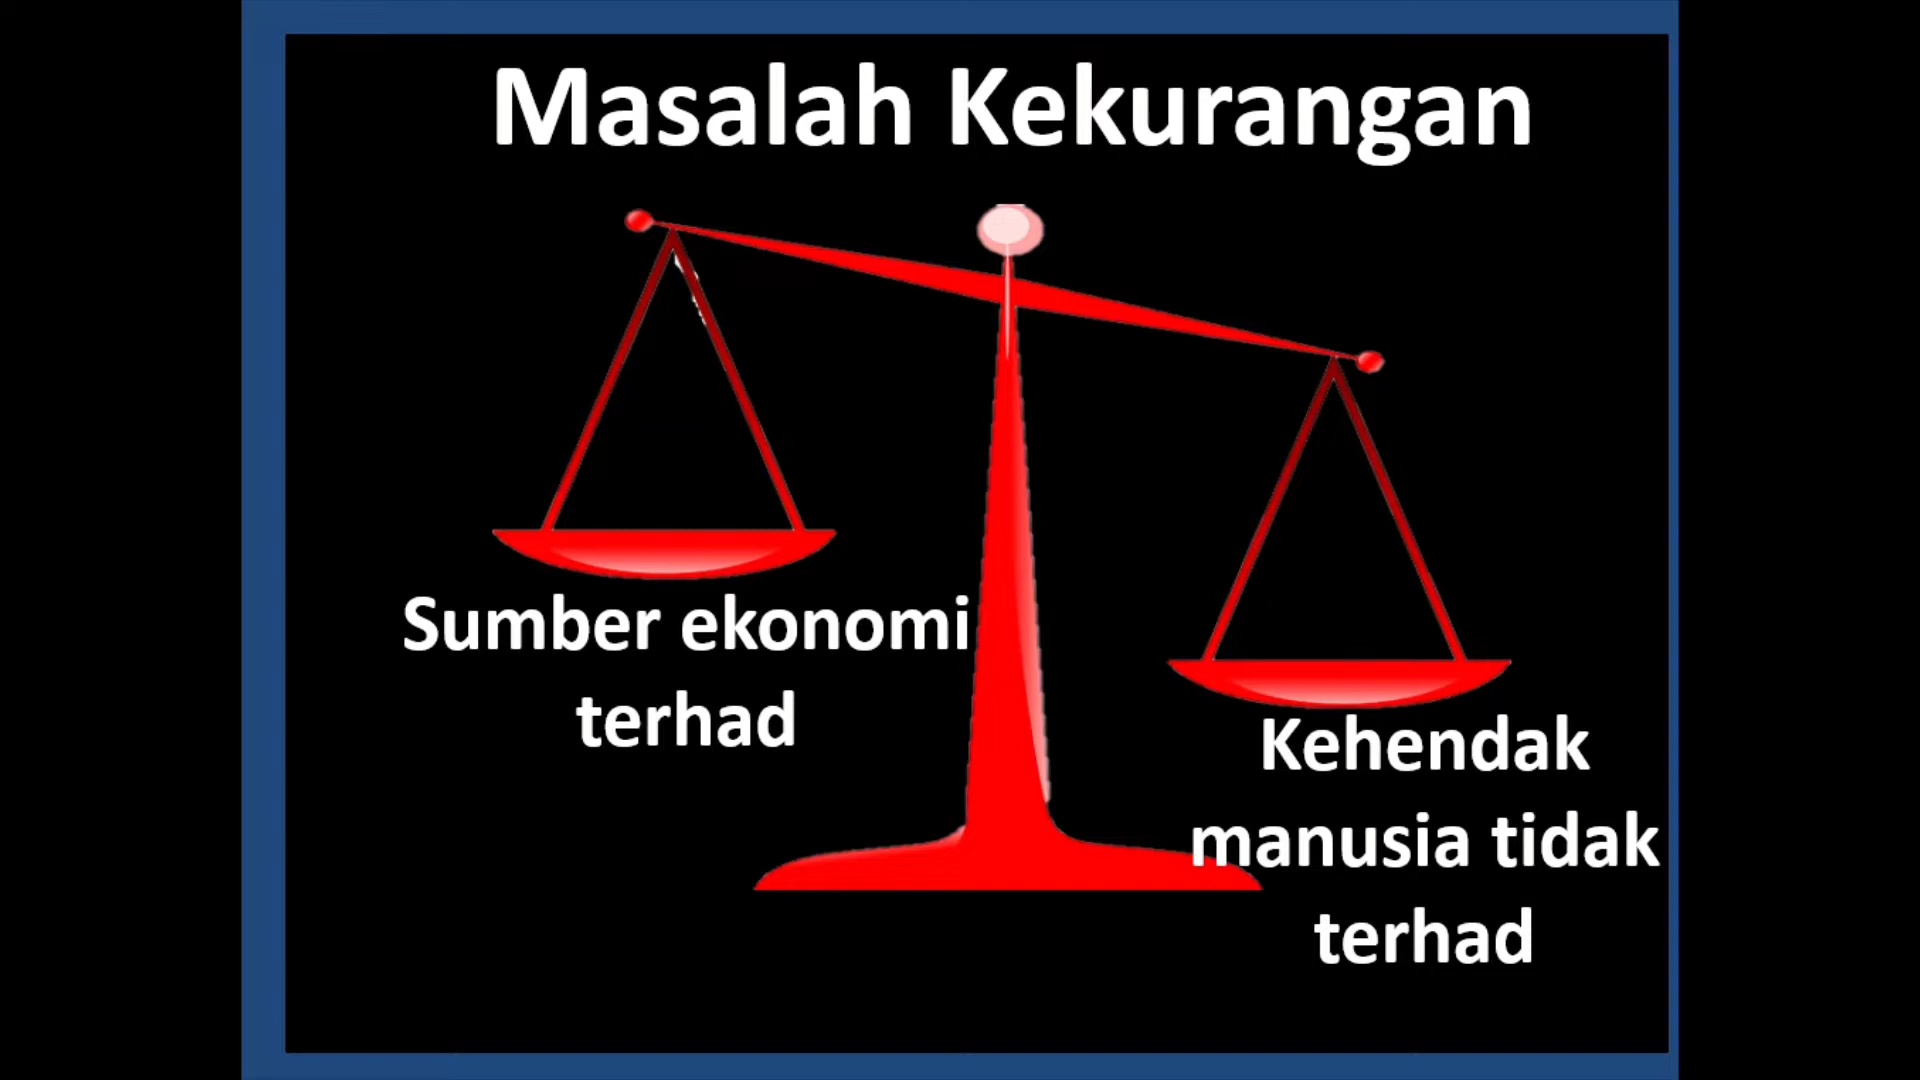 Masalah Kekurangan
Sumber ekonomi
terhad
Kehendak
manusia tidak
terhad